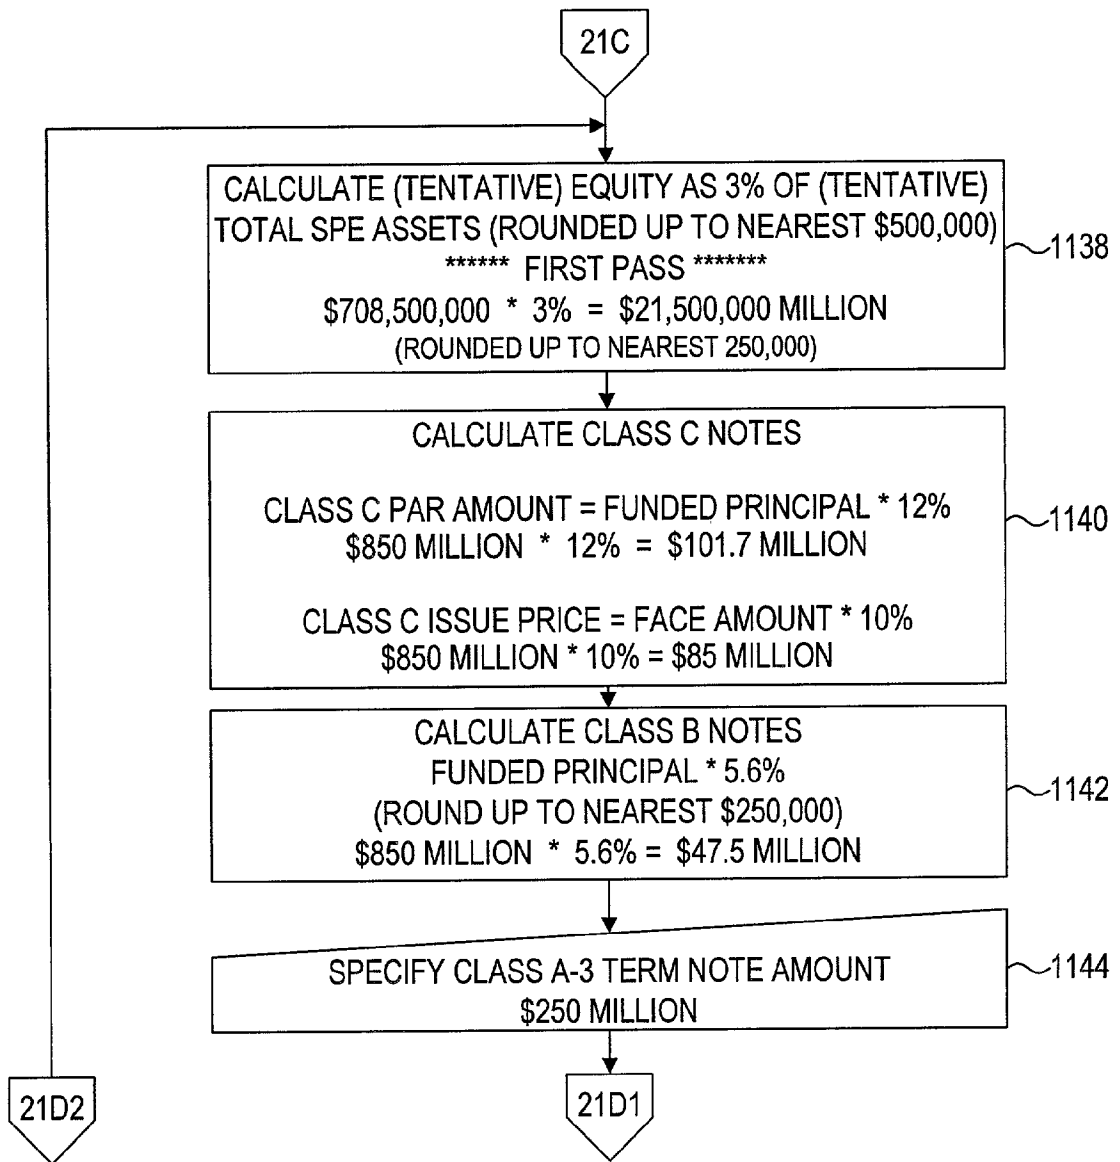 21C
CALCULATE (TENTATIVE) EQUITY AS 3% OF (TENTATIVE)
TOTAL SPE ASSETS (ROUNDED UP TO NEAREST $500,000)
****** FIRST PASS *******
$708,500,000 * 3% = $21,500,000 MILLION
(ROUNDED UP TO NEAREST 250,000)
1138
CALCULATE CLASS C NOTES
CLASS C PAR AMOUNT = FUNDED PRINCIPAL * 12%
$850 MILLION * 12% = $101.7 MILLION
CLASS C ISSUE PRICE = FACE AMOUNT * 10%
$850 MILLION * 10% = $85 MILLION
1140
CALCULATE CLASS B NOTES
FUNDED PRINCIPAL * 5.6%
(ROUND UP TO NEAREST $250,000)
$850 MILLION * 5.6% = $47.5 MILLION
1142
SPECIFY CLASS A-3 TERM NOTE AMOUNT
$250 MILLION
1144
21D2
21D1